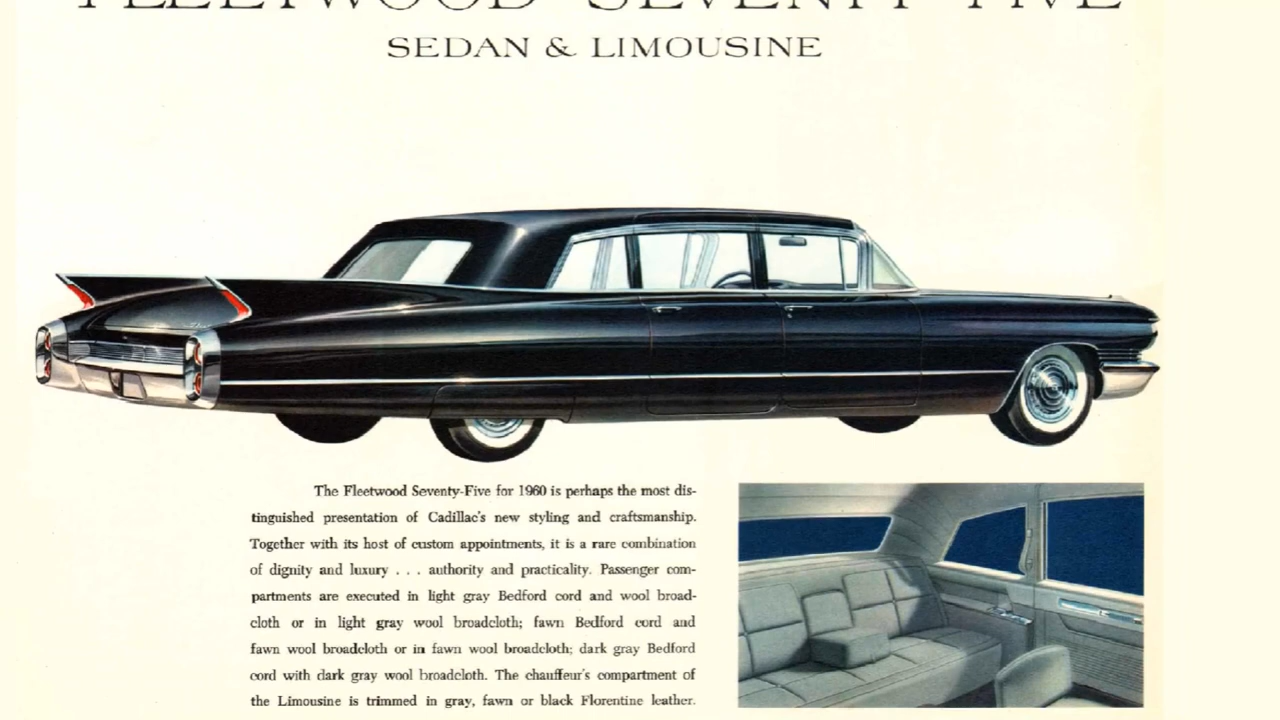 FLEETWOOD SEVENTY-FIVE
SEDAN & LIMOUSINE
The Fleetwood Seventy-Five for 1960 is perhaps the most dis-
tinguished presentation of Cadillac's new styling and craftsmanship.
Together with its host of custom appointments, it is a rare combination
of dignity and luxury . . . authority and practicality. Passenger com-
partments are executed in light gray Bedford cord and wool broad-
cloth or in light gray wool broadcloth; fawn Bedford cord and
fawn wool broadcloth or in fawn wool broadcloth; dark gray Bedford
cord with dark gray wool broadcloth. The chauffeur's compartment of
the Limousine is trimmed in gray, fawn or black Florentine leather.